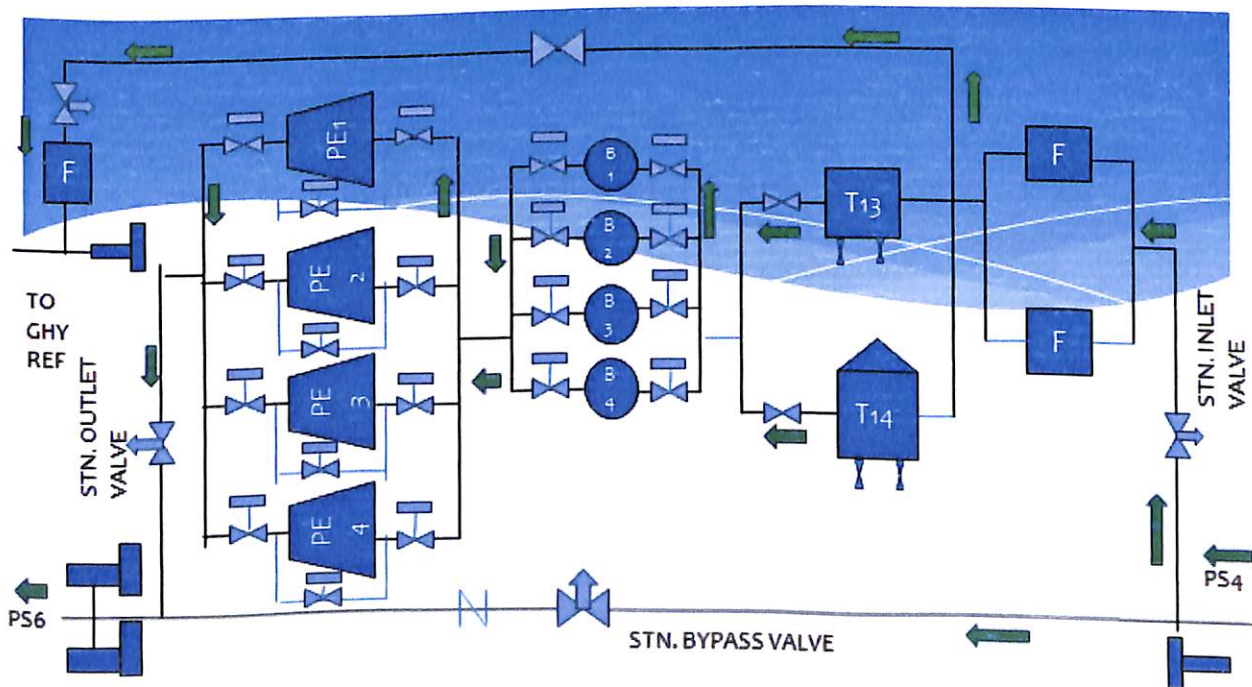 PE1
B
1
F
F
T13
B
2
PE 2
TO
GHY
REF
STN. OUTLET
VALVE
B
3
F
STN. INLET
VALVE
PE 3
B
4
T14
PE 4
PS4
PS6
N
STN. BYPASS VALVE